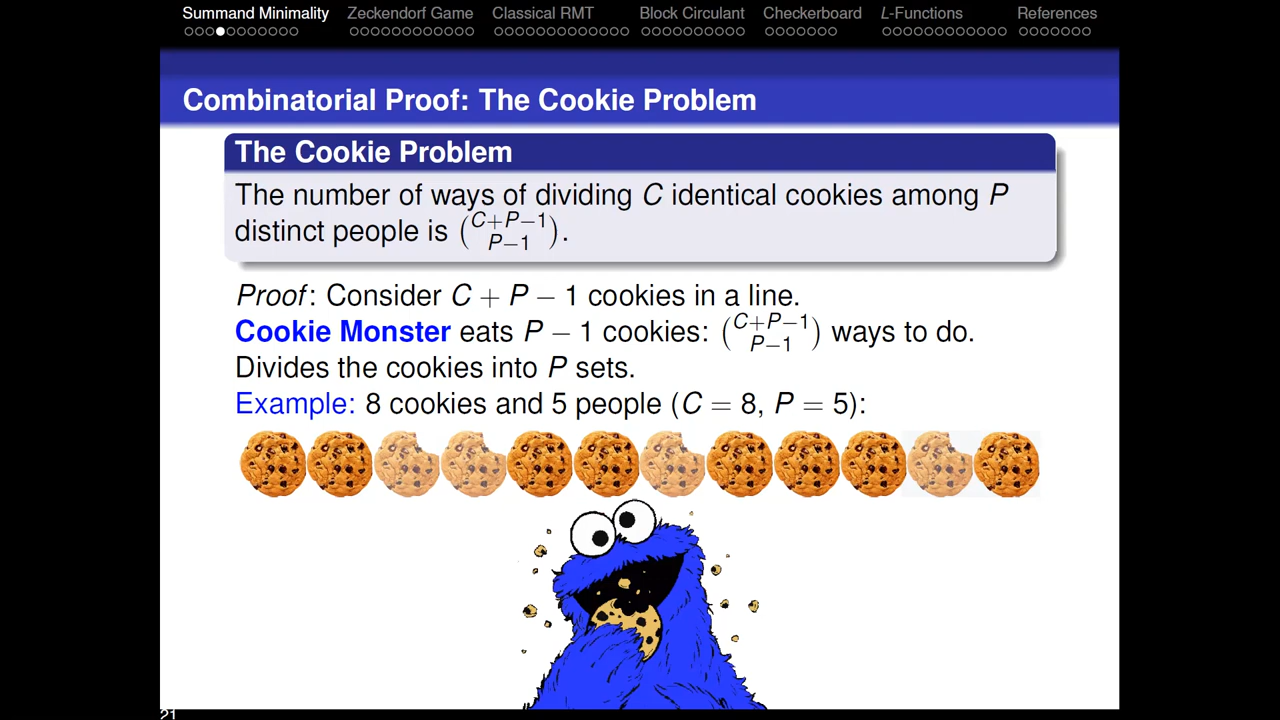 Summand Minimality Zeckendorf Game Classical RMT Block Circulant Checkerboard L-Functions References
Combinatorial Proof: The Cookie Problem
The Cookie Problem
The number of ways of dividing C identical cookies among P
distinct people is (C+P−1 P−1).
Proof: Consider C + P − 1 cookies in a line.
Cookie Monster eats P − 1 cookies: (C+P−1 P−1) ways to do.
Divides the cookies into P sets.
Example: 8 cookies and 5 people (C = 8, P = 5):
21